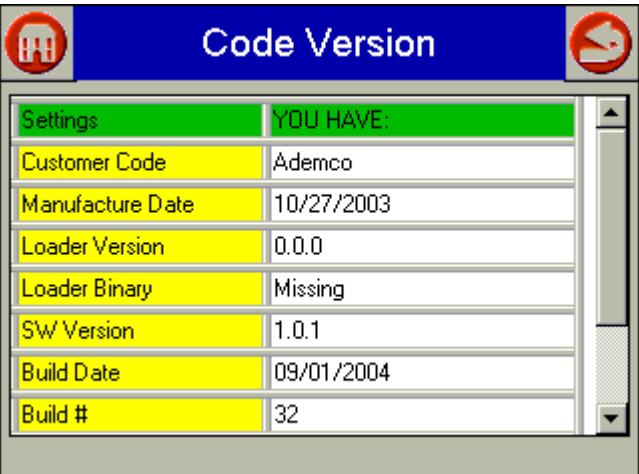 Code Version
Settings YOU HAVE:
Customer Code Ademco
Manufacture Date 10/27/2003
Loader Version 0.0.0
Loader Binary Missing
SW Version 1.0.1
Build Date 09/01/2004
Build # 32